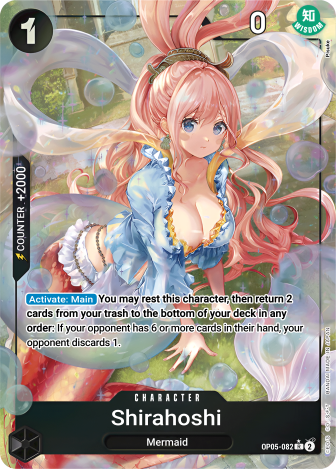 1
0
知
WISDOM
COUNTER +2000
Activate: Main You may rest this character, then return 2
cards from your trash to the bottom of your deck in any
order: If your opponent has 6 or more cards in their hand, your
opponent discards 1.
CHARACTER
Shirahoshi
Mermaid
OP05-082 R 2